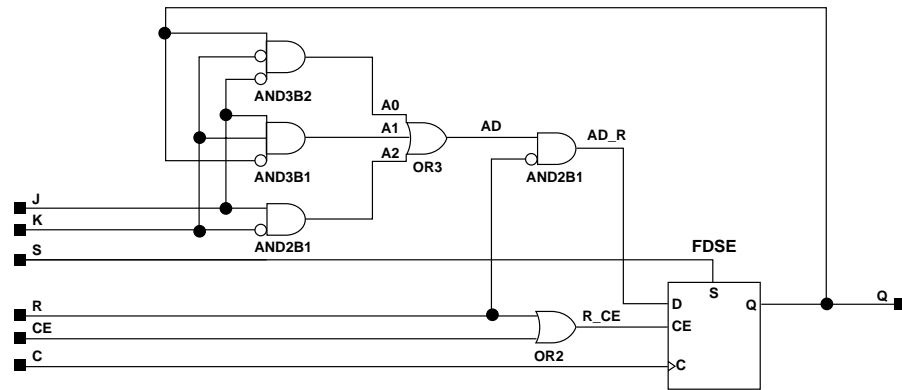 AND3B2
A0
A1
AD
AD_R
A2
OR3
AND3B1
AND2B1
J
K
AND2B1
S
FDSE
S
D
Q
Q
R
R_CE
CE
CE
OR2
C
C